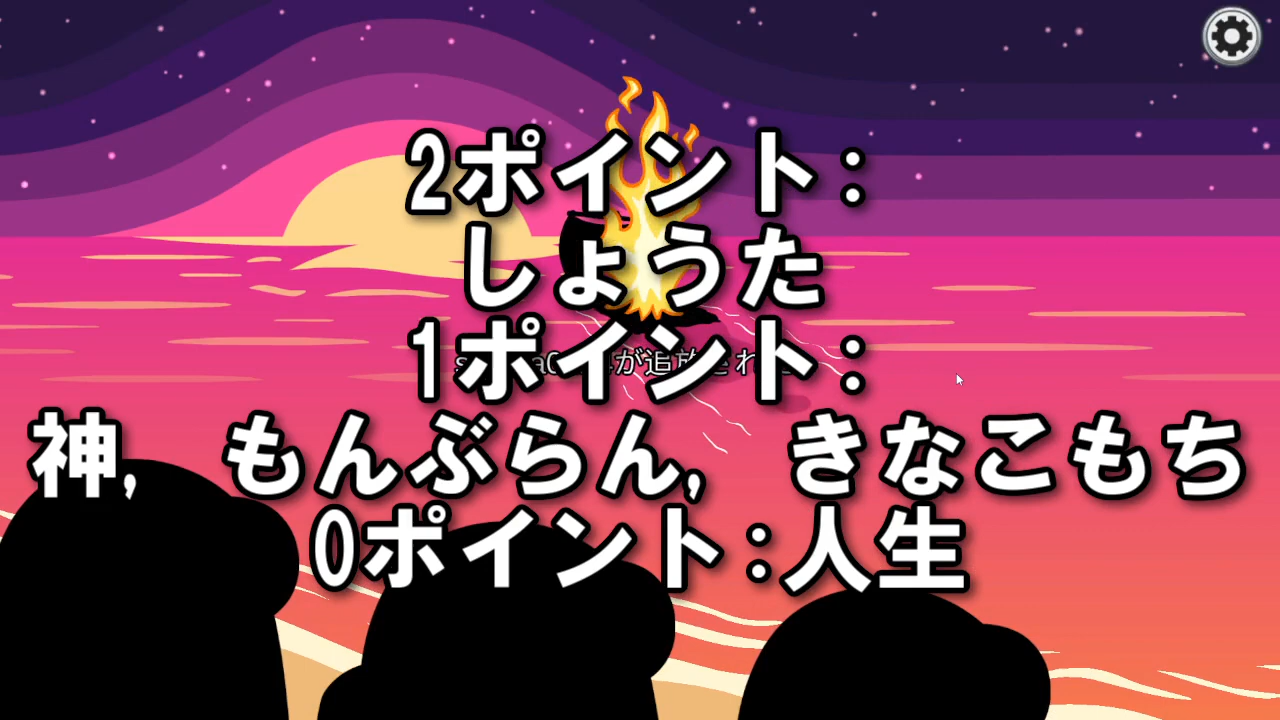 2ポイント:
しょうた
1ポイント:
神, もんぶらん, きなこもち
0ポイント:人生